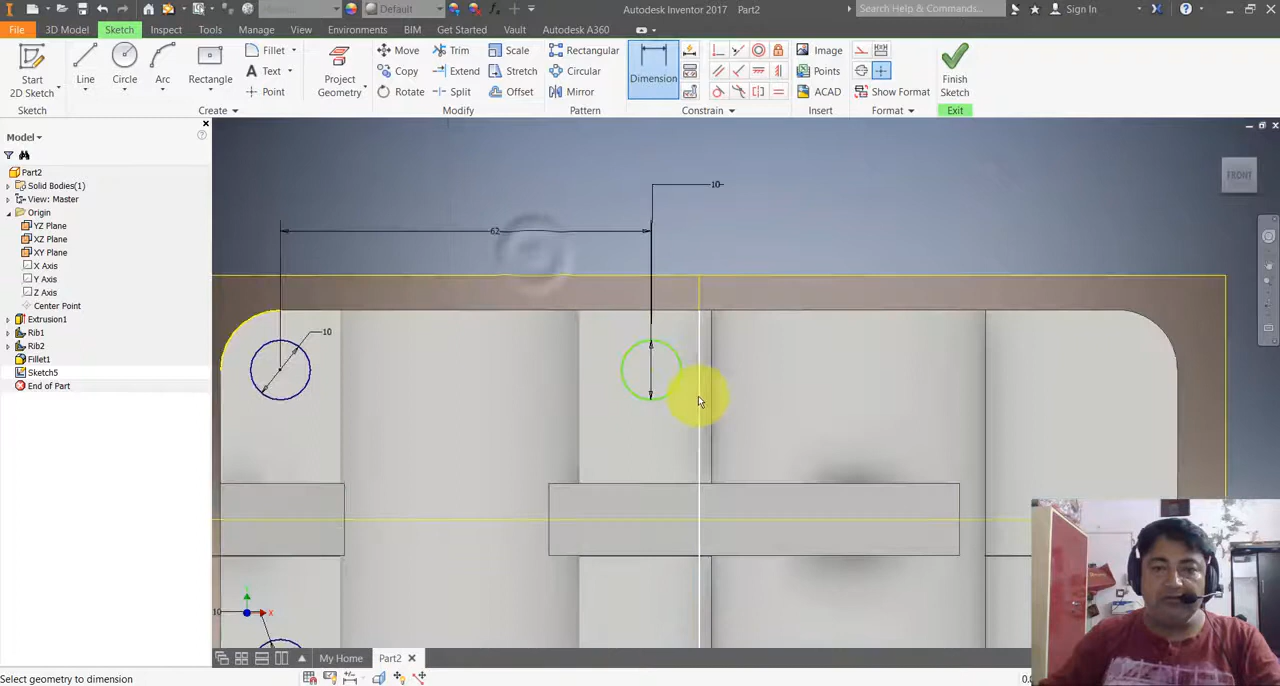 Default
Autodesk Inventor 2017 Part2
Search Help & Commands...
Sign In
File 3D Model Sketch Inspect Tools Manage View Environments BIM Get Started Vault Autodesk A360
Start
2D Sketch
Line
Circle
Arc
Rectangle
Fillet
Text
Point
Project
Geometry
Move
Copy
Rotate
Trim
Extend
Split
Scale
Stretch
Offset
Rectangular
Circular
Mirror
Dimension
Image
Points
ACAD
Show Format
Finish
Sketch
Sketch Create Modify Pattern Constrain Insert Format Exit
Model
Part2
Solid Bodies(1)
View: Master
Origin
YZ Plane
XZ Plane
XY Plane
X Axis
Y Axis
Z Axis
Center Point
Extrusion1
Rib1
Rib2
Fillet1
Sketch5
End of Part
10
62
10
10
FRONT
My Home Part2
Select geometry to dimension